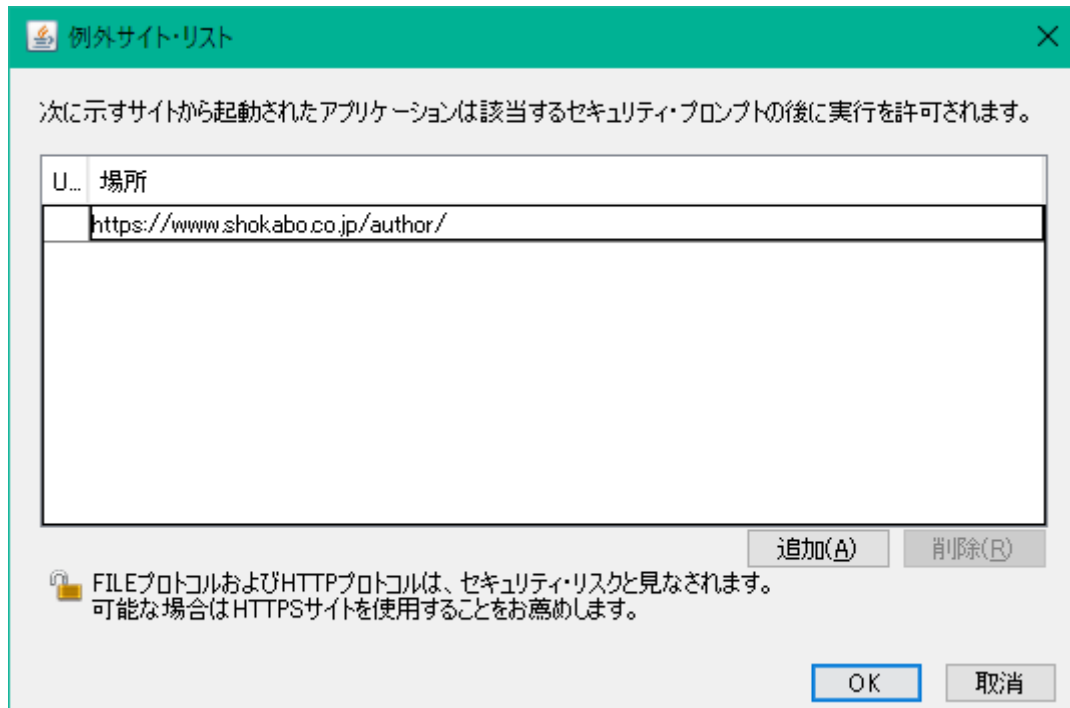 例外サイト・リスト
次に示すサイトから起動されたアプリケーションは該当するセキュリティ・プロンプトの後に実行を許可されます。
U... 場所
https://www.shokabo.co.jp/author/
追加(A) 削除(R)
FILEプロトコルおよびHTTPプロトコルは、セキュリティ・リスクと見なされます。
可能な場合はHTTPSサイトを使用することをお薦めします。
OK 取消